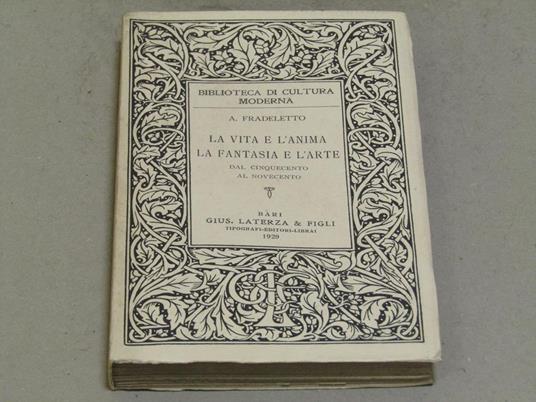 BIBLIOTECA DI CULTURA
MODERNA
A. FRADELETTO
LA VITA E L'ANIMA
LA FANTASIA E L'ARTE
DAL CINQUECENTO
AL NOVECENTO
BARI
GIUS. LATERZA & FIGLI
TIPOGRAFI-EDITORI-LIBRAI
1929